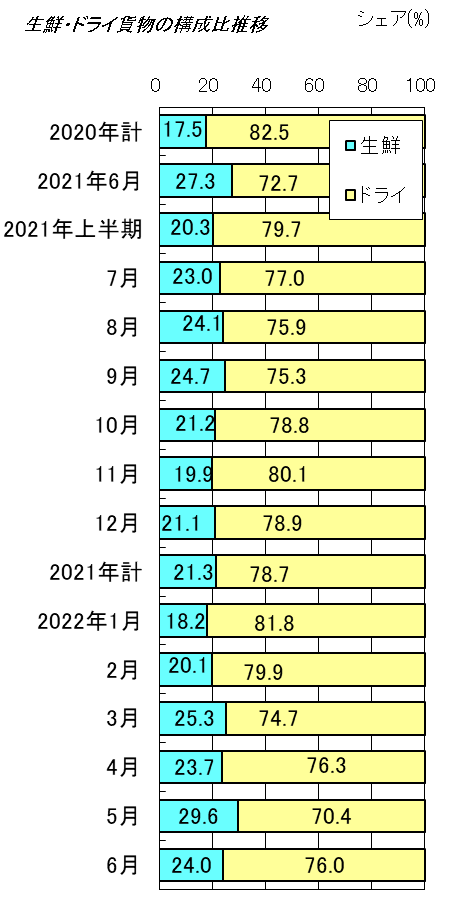 生鮮・ドライ貨物の構成比推移
シェア(%)
0 20 40 60 80 100
2020年計 17.5 82.5
生鮮
2021年6月 27.3 72.7
ドライ
2021年上半期 20.3 79.7
7月 23.0 77.0
8月 24.1 75.9
9月 24.7 75.3
10月 21.2 78.8
11月 19.9 80.1
12月 21.1 78.9
2021年計 21.3 78.7
2022年1月 18.2 81.8
2月 20.1 79.9
3月 25.3 74.7
4月 23.7 76.3
5月 29.6 70.4
6月 24.0 76.0